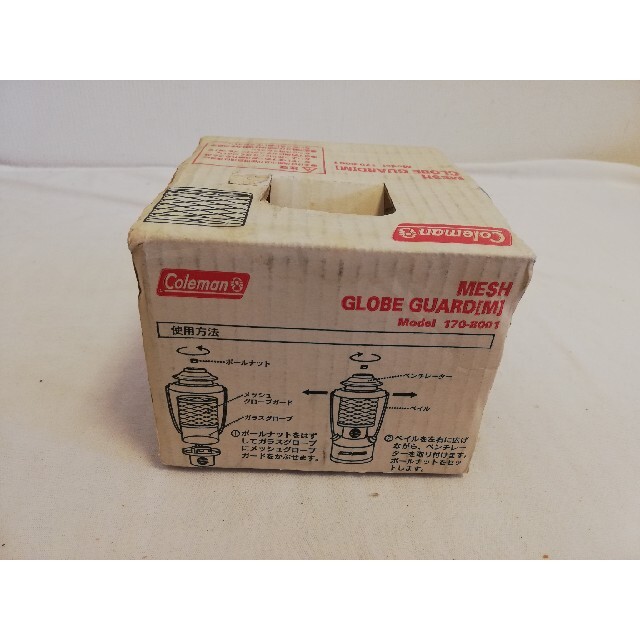 MESH
GLOBE GUARD[M]
Model 170-8001
Coleman
Coleman
MESH
GLOBE GUARD[M]
Model 170-8001
使用方法
ボールナット
メッシュ
グローブガード
ガラスグローブ
①ボールナットをはず
してガラスグローブ
にメッシュグローブ
ガードをかぶせます。
ベンチレーター
ベイル
②ベイルを左右に広げ
ながら、ベンチレー
ターを取り付けます。
ボールナットをセッ
トします。